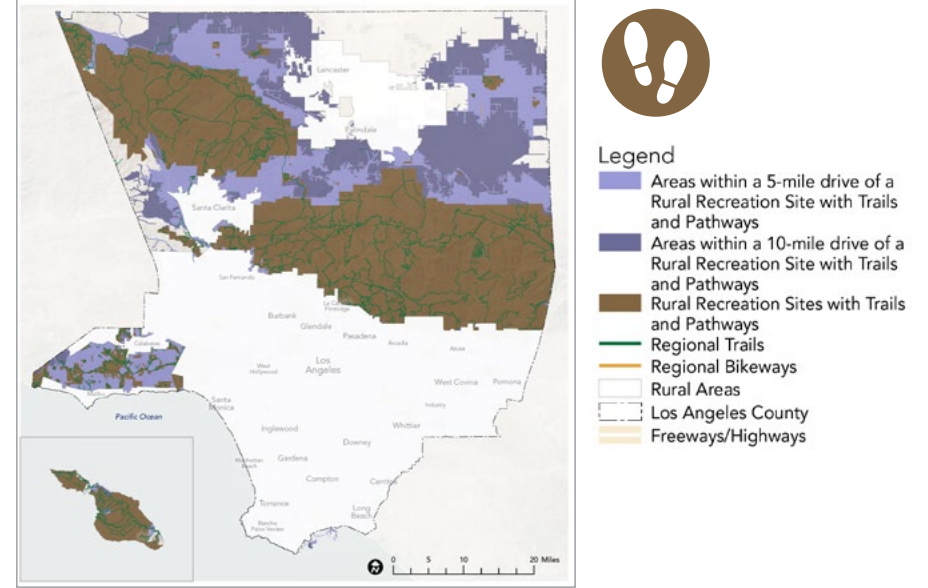 Lancaster
Palmdale
Santa Clarita
San Fernando
Burbank
Glendale
Pasadena
Arcadia
Azusa
Calabasas
West
Hollywood
Los
Angeles
West Covina
Pomona
Malibu
Santa
Monica
Industry
Pacific Ocean
Inglewood
Whittier
Downey
Manhattan
Beach
Gardena
Compton
Cerritos
Torrance
Long
Beach
Rancho
Palos Verdes
0 5 10 20 Miles
N
Legend
Areas within a 5-mile drive of a
Rural Recreation Site with Trails
and Pathways
Areas within a 10-mile drive of a
Rural Recreation Site with Trails
and Pathways
Rural Recreation Sites with Trails
and Pathways
Regional Trails
Regional Bikeways
Rural Areas
Los Angeles County
Freeways/Highways